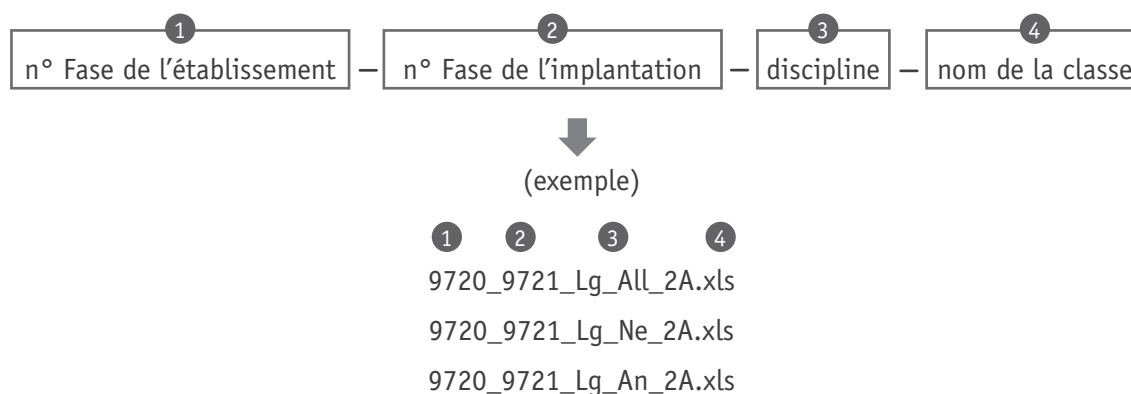 1 2 3 4
n° Fase de l'établissement – n° Fase de l'implantation – discipline – nom de la classe
(exemple)
1 2 3 4
9720_9721_Lg_All_2A.xls
9720_9721_Lg_Ne_2A.xls
9720_9721_Lg_An_2A.xls